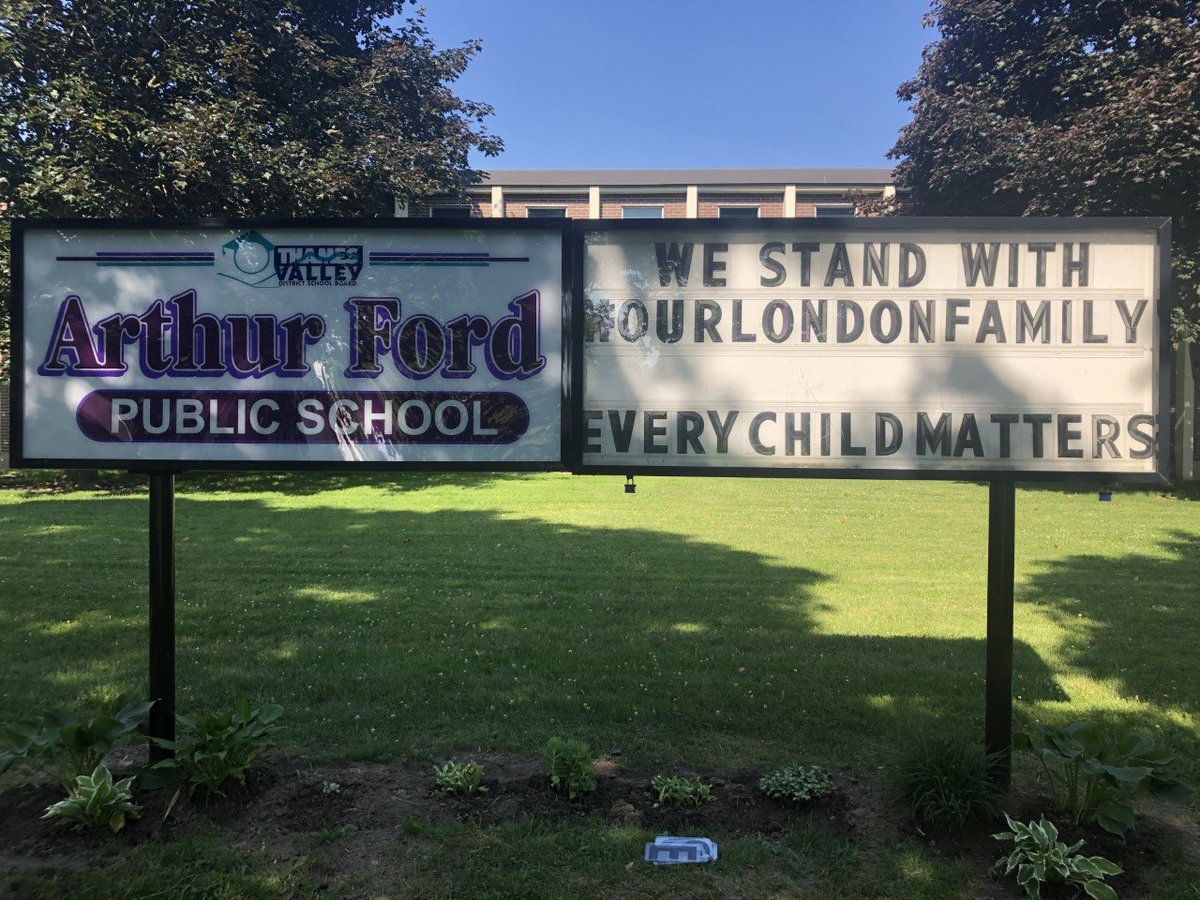 THAMES
VALLEY
DISTRICT SCHOOL BOARD
Arthur Ford
PUBLIC SCHOOL
WE STAND WITH
#OURLONDONFAMILY
EVERY CHILD MATTERS